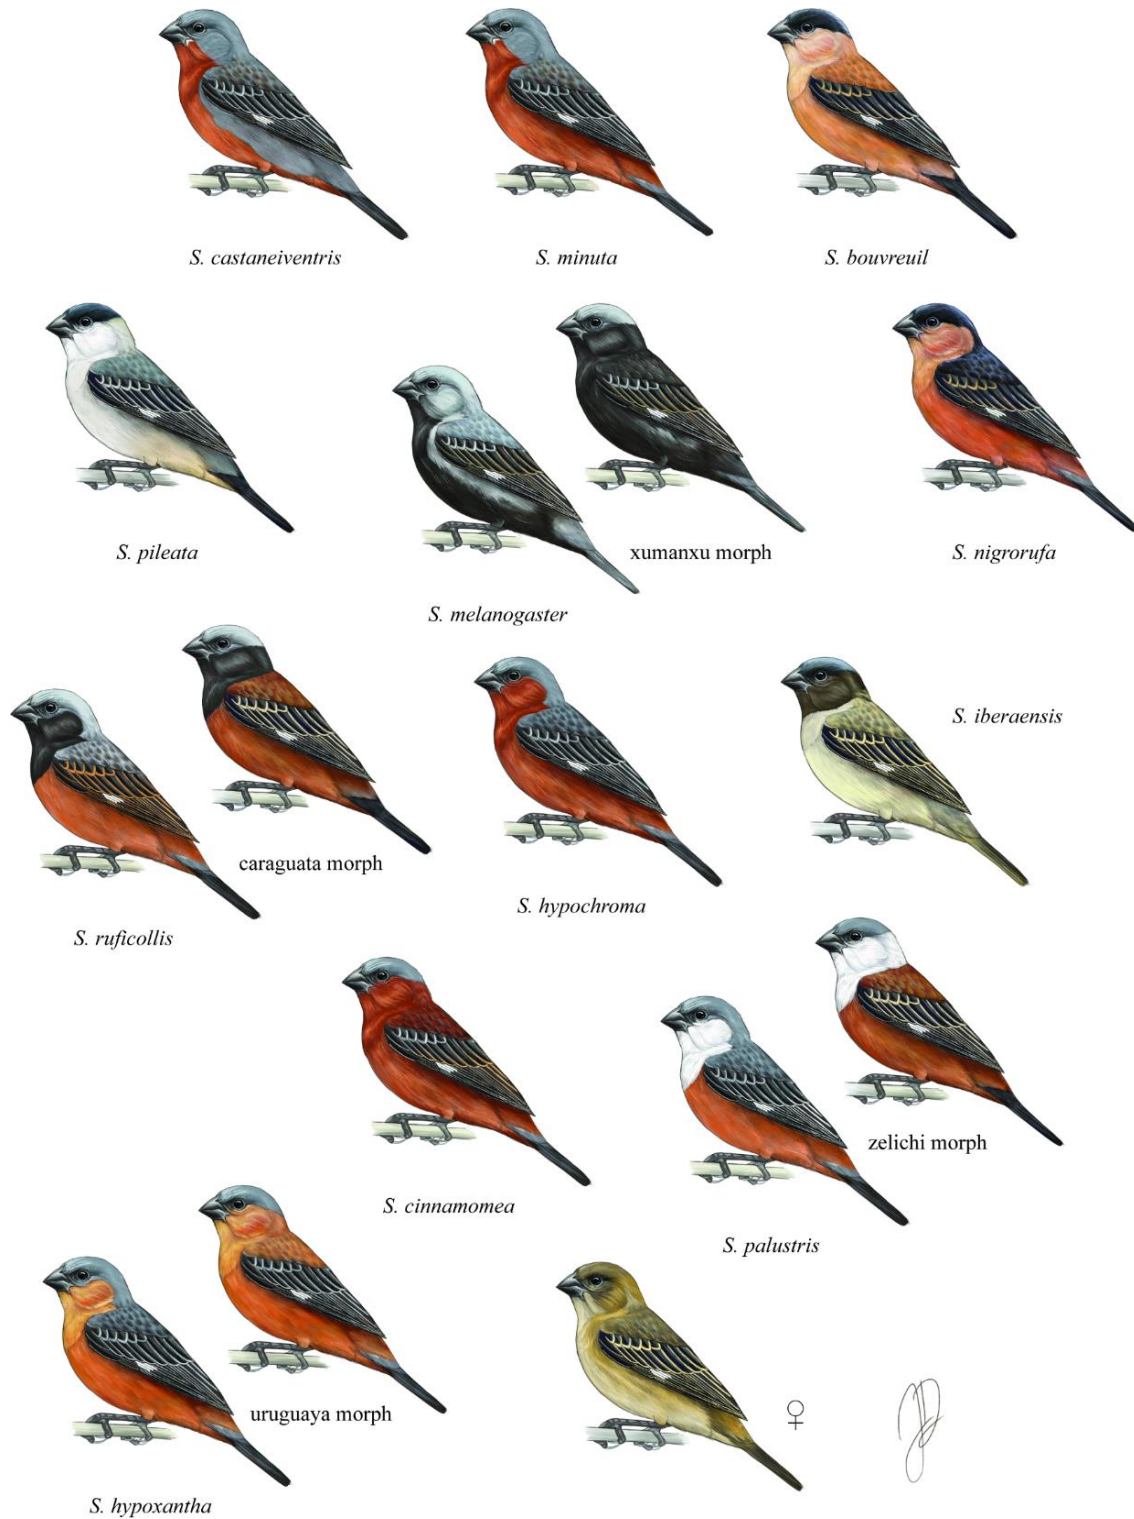 S. castaneiventris
S. minuta
S. bouvreuil
S. pileata
xumanxu morph
S. nigrorufa
S. melanogaster
S. iberaensis
caraguata morph
S. hypochroma
S. ruficollis
zelichi morph
S. cinnamomea
S. palustris
uruguaya morph
♀
S. hypoxantha